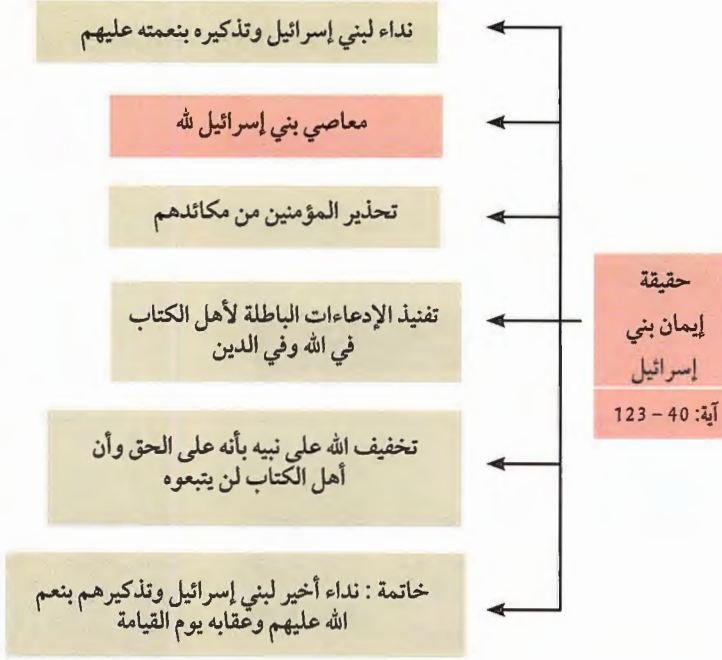 حقيقة
إيمان بني
إسرائيل
آية: 40 – 123
نداء لبني إسرائيل وتذكيره بنعمته عليهم
معاصي بني إسرائيل لله
تحذير المؤمنين من مكائدهم
تفنيذ الإدعاءات الباطلة لأهل الكتاب
في الله وفي الدين
تخفيف الله على نبيه بأنه على الحق وأن
أهل الكتاب لن يتبعوه
خاتمة : نداء أخير لبني إسرائيل وتذكيرهم بنعم
الله عليهم وعقابه يوم القيامة